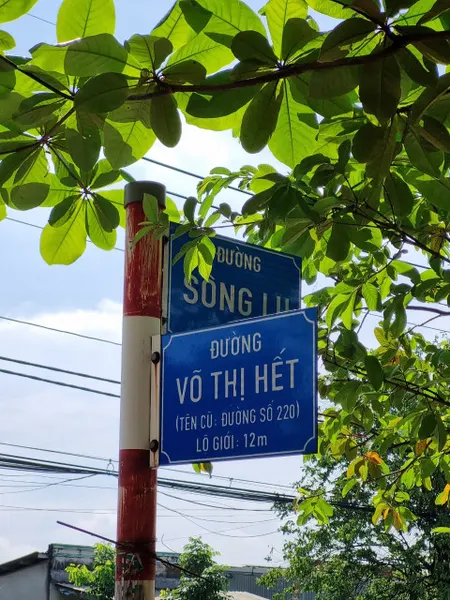 ĐƯỜNG
SÔNG LU
ĐƯỜNG
VÕ THỊ HẾT
(TÊN CŨ: ĐƯỜNG SỐ 220)
LỘ GIỚI: 12m